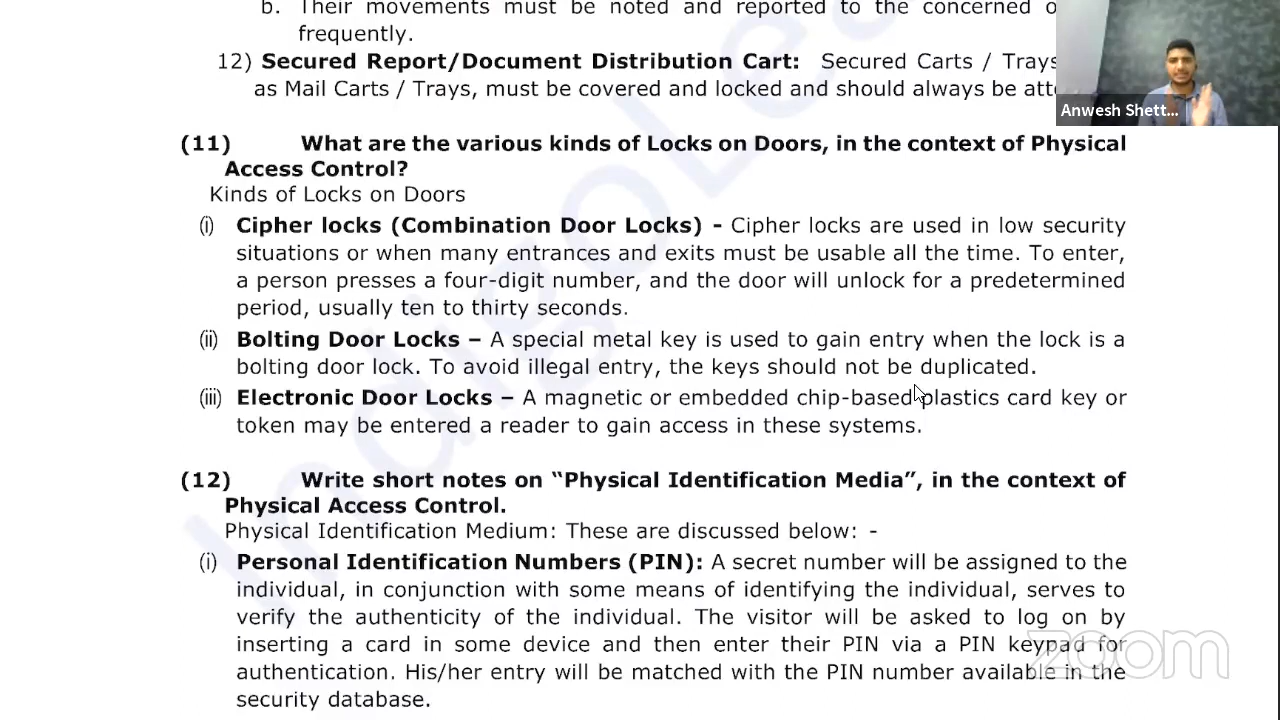 b. Their movements must be noted and reported to the concerned
frequently.
12) Secured Report/Document Distribution Cart: Secured Carts / Trays
as Mail Carts / Trays, must be covered and locked and should always be
Anwesh Shett...
(11) What are the various kinds of Locks on Doors, in the context of Physical
Access Control?
Kinds of Locks on Doors
(i) Cipher locks (Combination Door Locks) - Cipher locks are used in low security
situations or when many entrances and exits must be usable all the time. To enter,
a person presses a four-digit number, and the door will unlock for a predetermined
period, usually ten to thirty seconds.
(ii) Bolting Door Locks – A special metal key is used to gain entry when the lock is a
bolting door lock. To avoid illegal entry, the keys should not be duplicated.
(iii) Electronic Door Locks – A magnetic or embedded chip-based plastics card key or
token may be entered a reader to gain access in these systems.
(12) Write short notes on “Physical Identification Media”, in the context of
Physical Access Control.
Physical Identification Medium: These are discussed below: -
(i) Personal Identification Numbers (PIN): A secret number will be assigned to the
individual, in conjunction with some means of identifying the individual, serves to
verify the authenticity of the individual. The visitor will be asked to log on by
inserting a card in some device and then enter their PIN via a PIN keypad for
authentication. His/her entry will be matched with the PIN number available in the
security database.
zoom